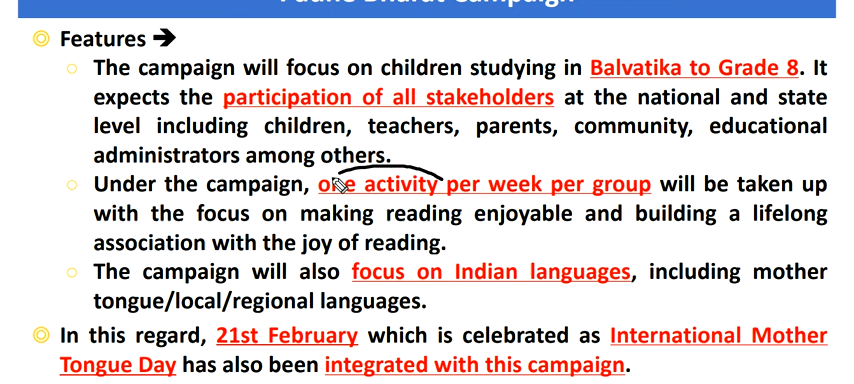 Padhe Bharat Campaign
Features ➔
The campaign will focus on children studying in Balvatika to Grade 8. It
expects the participation of all stakeholders at the national and state
level including children, teachers, parents, community, educational
administrators among others.
Under the campaign, one activity per week per group will be taken up
with the focus on making reading enjoyable and building a lifelong
association with the joy of reading.
The campaign will also focus on Indian languages, including mother
tongue/local/regional languages.
In this regard, 21st February which is celebrated as International Mother
Tongue Day has also been integrated with this campaign.